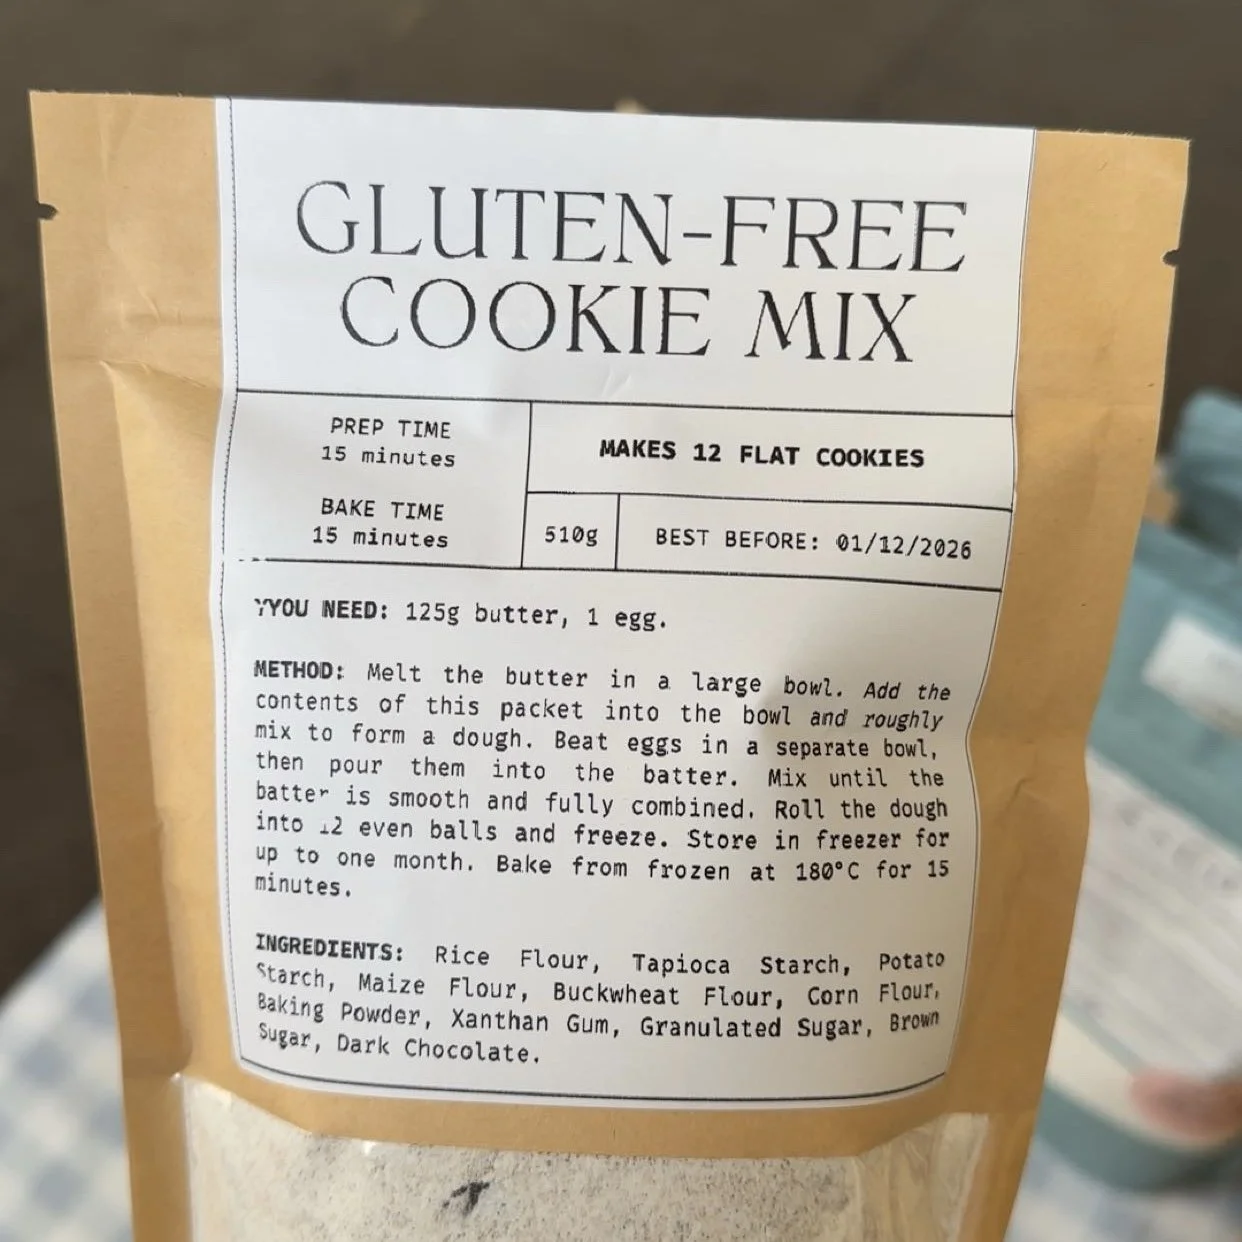 GLUTEN-FREE
COOKIE MIX
PREP TIME
15 minutes
BAKE TIME
15 minutes
MAKES 12 FLAT COOKIES
510g
BEST BEFORE: 01/12/2026
YYOU NEED: 125g butter, 1 egg.
METHOD: Melt the butter in a large bowl. Add the
contents of this packet into the bowl and roughly
mix to form a dough. Beat eggs in a separate bowl,
then pour them into the batter. Mix until the
batter is smooth and fully combined. Roll the dough
into 12 even balls and freeze. Store in freezer for
up to one month. Bake from frozen at 180°C for 15
minutes.
INGREDIENTS: Rice Flour, Tapioca Starch, Potato
Starch, Maize Flour, Buckwheat Flour, Corn Flour,
Baking Powder, Xanthan Gum, Granulated Sugar, Brown
Sugar, Dark Chocolate.